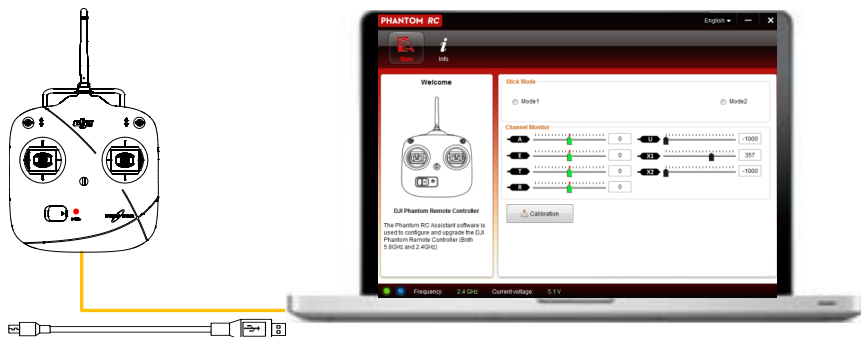 PHANTOM RC
English
Main
Info
Welcome
DJI Phantom Remote Controller
The Phantom RC Assistant software is
used to configure and upgrade the DJI
Phantom Remote Controller (Both
5.8GHz and 2.4GHz)
Stick Mode
Mode1
Mode2
Channel Monitor
A 0
U -1000
E 0
X1 357
T 0
X2 -1000
R 0
Calibration
Frequency: 2.4 GHz Current voltage: 5.1 V